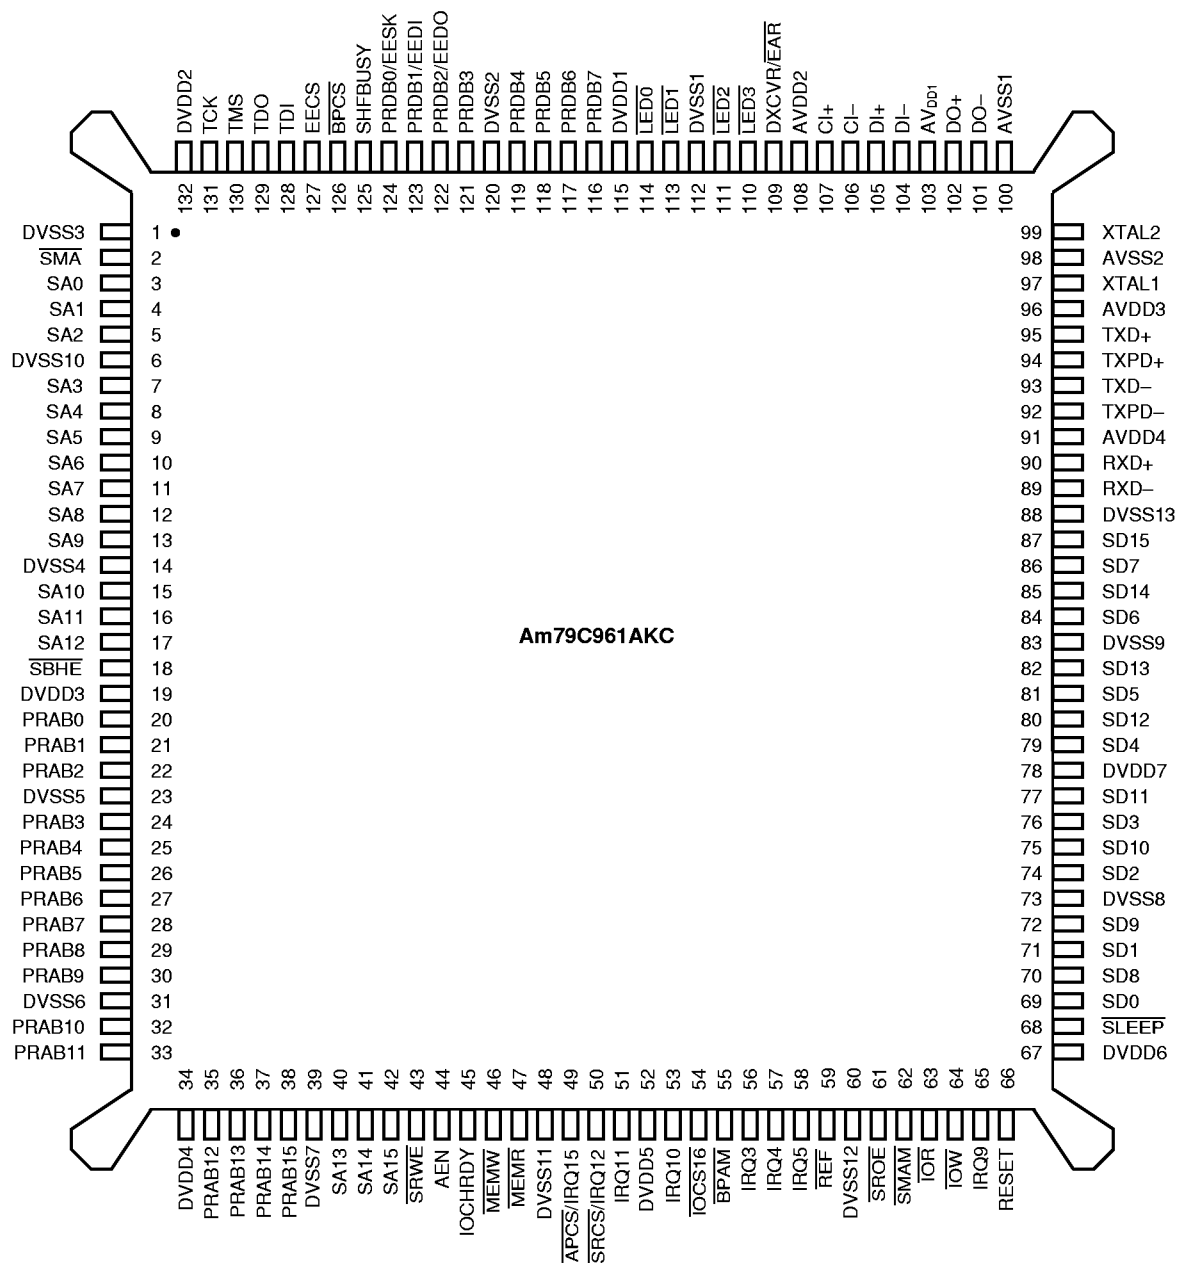 DVDD2
TCK
TMS
TDO
TDI
EECS
BPCS
SHFBUSY
PRDB0/EESK
PRDB1/EEDI
PRDB2/EEDO
PRDB3
DVSS2
PRDB4
PRDB5
PRDB6
PRDB7
DVDD1
LED0
LED1
DVSS1
LED2
LED3
DXCVR/EAR
AVDD2
CI+
CI–
DI+
DI–
AVDD1
DO+
DO–
AVSS1
132 131 130 129 128 127 126 125 124 123 122 121 120 119 118 117 116 115 114 113 112 111 110 109 108 107 106 105 104 103 102 101 100
DVSS3 1 99 XTAL2
SMA 2 98 AVSS2
SA0 3 97 XTAL1
SA1 4 96 AVDD3
SA2 5 95 TXD+
DVSS10 6 94 TXPD+
SA3 7 93 TXD–
SA4 8 92 TXPD–
SA5 9 91 AVDD4
SA6 10 90 RXD+
SA7 11 89 RXD–
SA8 12 88 DVSS13
SA9 13 87 SD15
DVSS4 14 86 SD7
SA10 15 85 SD14
SA11 16 84 SD6
Am79C961AKC
SA12 17 83 DVSS9
SBHE 18 82 SD13
DVDD3 19 81 SD5
PRAB0 20 80 SD12
PRAB1 21 79 SD4
PRAB2 22 78 DVDD7
DVSS5 23 77 SD11
PRAB3 24 76 SD3
PRAB4 25 75 SD10
PRAB5 26 74 SD2
PRAB6 27 73 DVSS8
PRAB7 28 72 SD9
PRAB8 29 71 SD1
PRAB9 30 70 SD8
DVSS6 31 69 SD0
PRAB10 32 68 SLEEP
PRAB11 33 67 DVDD6
34 35 36 37 38 39 40 41 42 43 44 45 46 47 48 49 50 51 52 53 54 55 56 57 58 59 60 61 62 63 64 65 66
DVDD4
PRAB12
PRAB13
PRAB14
PRAB15
DVSS7
SA13
SA14
SA15
SRWE
AEN
IOCHRDY
MEMW
MEMR
DVSS11
APCS/IRQ15
SRCS/IRQ12
IRQ11
DVDD5
IRQ10
IOCS16
BPAM
IRQ3
IRQ4
IRQ5
REF
DVSS12
SROE
SMAM
IOR
IOW
IRQ9
RESET